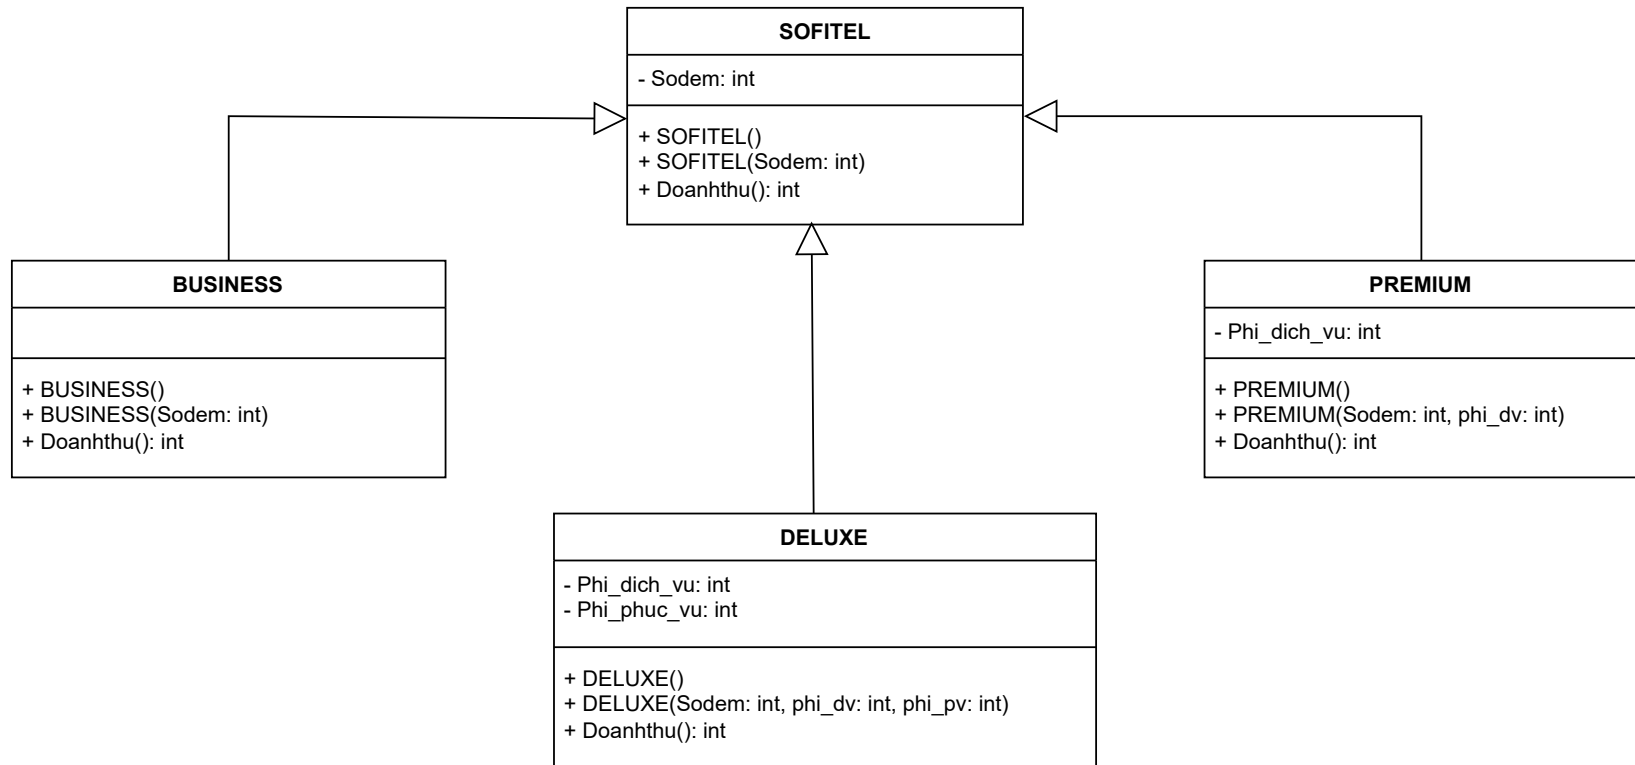 SOFITEL
- Sodem: int
+ SOFITEL()
+ SOFITEL(Sodem: int)
+ Doanhthu(): int
BUSINESS
+ BUSINESS()
+ BUSINESS(Sodem: int)
+ Doanhthu(): int
PREMIUM
- Phi_dich_vu: int
+ PREMIUM()
+ PREMIUM(Sodem: int, phi_dv: int)
+ Doanhthu(): int
DELUXE
- Phi_dich_vu: int
- Phi_phuc_vu: int
+ DELUXE()
+ DELUXE(Sodem: int, phi_dv: int, phi_pv: int)
+ Doanhthu(): int